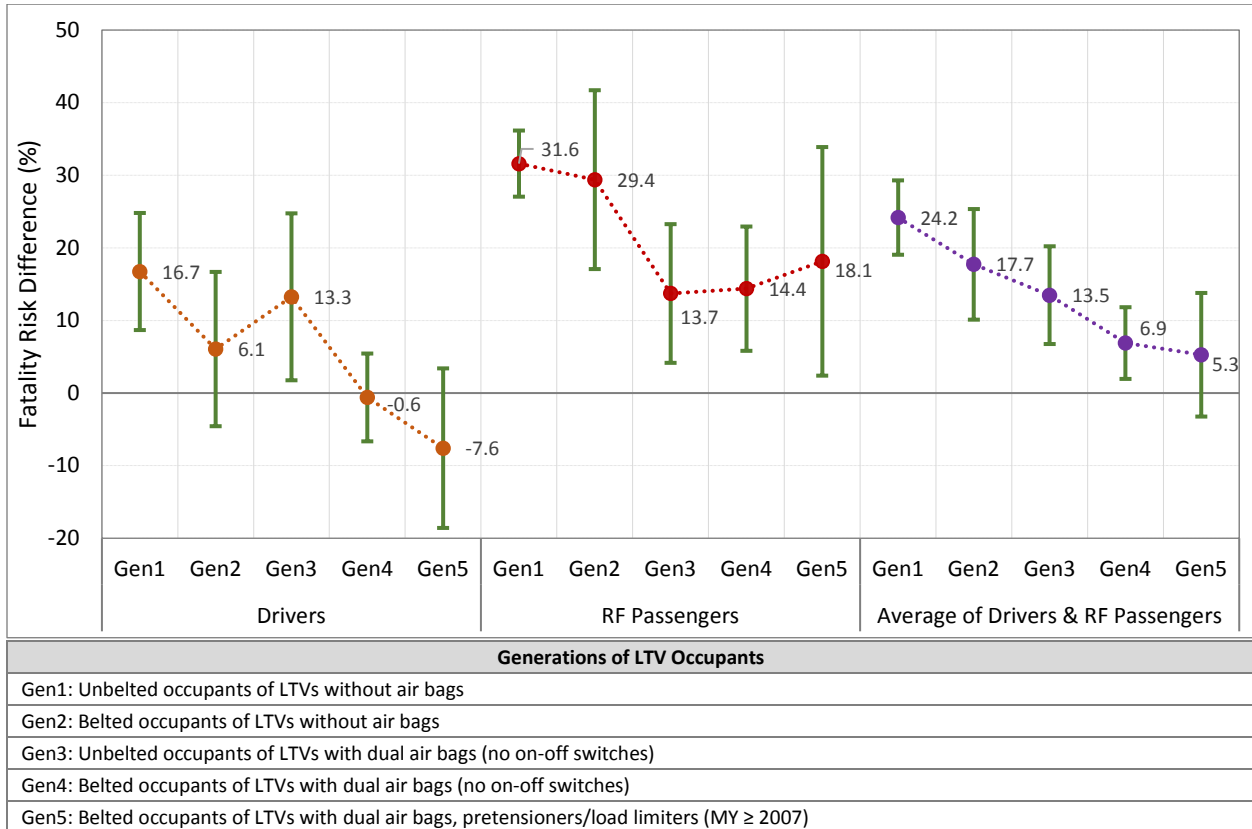 Fatality Risk Difference (%)
50
40
30
20
10
0
-10
-20
16.7
6.1
13.3
-0.6
-7.6
31.6
29.4
13.7
14.4
18.1
24.2
17.7
13.5
6.9
5.3
Gen1 Gen2 Gen3 Gen4 Gen5 Gen1 Gen2 Gen3 Gen4 Gen5 Gen1 Gen2 Gen3 Gen4 Gen5
Drivers RF Passengers Average of Drivers & RF Passengers
Generations of LTV Occupants
Gen1: Unbelted occupants of LTVs without air bags
Gen2: Belted occupants of LTVs without air bags
Gen3: Unbelted occupants of LTVs with dual air bags (no on-off switches)
Gen4: Belted occupants of LTVs with dual air bags (no on-off switches)
Gen5: Belted occupants of LTVs with dual air bags, pretensioners/load limiters (MY ≥ 2007)